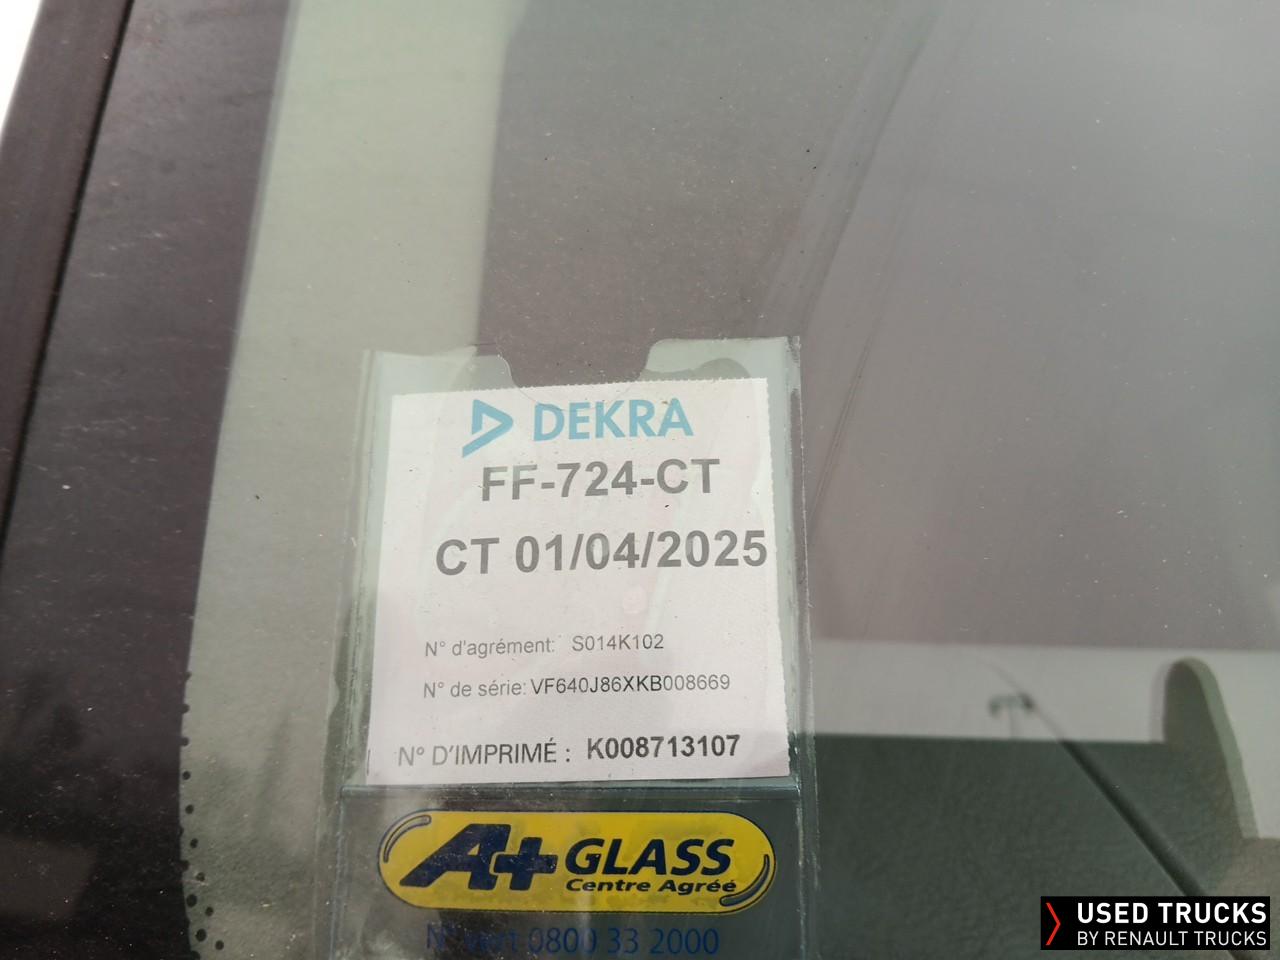 DEKRA
FF-724-CT
CT 01/04/2025
N° d'agrément: S014K102
N° de série: VF640J86XKB008669
N° D'IMPRIMÉ : K008713107
A+ GLASS
Centre Agréé
N° vert 0800 33 2000
USED TRUCKS
BY RENAULT TRUCKS